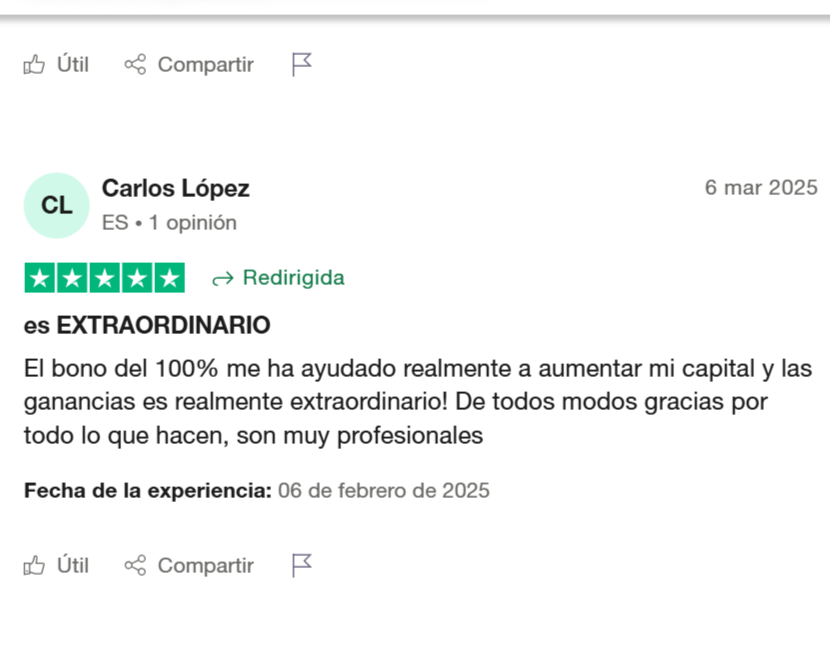 Útil Compartir
CL
Carlos López
6 mar 2025
ES • 1 opinión
Redirigida
es EXTRAORDINARIO
El bono del 100% me ha ayudado realmente a aumentar mi capital y las
ganancias es realmente extraordinario! De todos modos gracias por
todo lo que hacen, son muy profesionales
Fecha de la experiencia: 06 de febrero de 2025
Útil Compartir